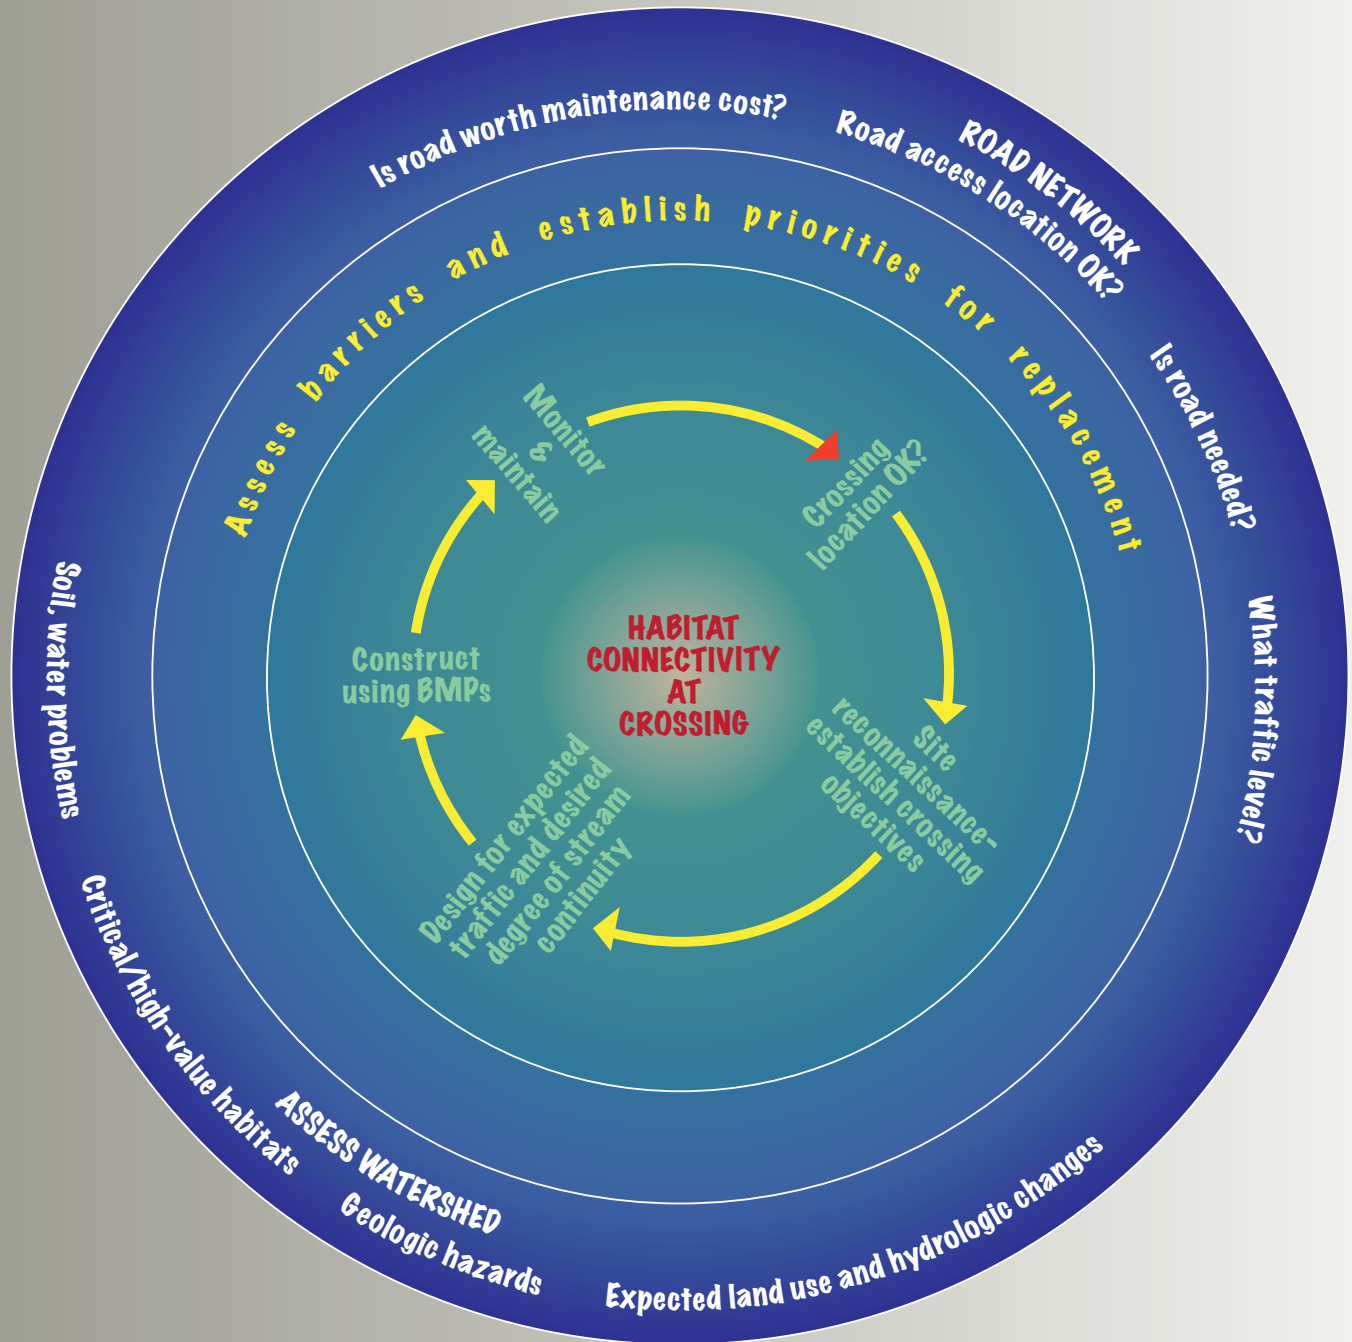 Is road worth maintenance cost?
ROAD NETWORK
Road access location OK?
Is road needed?
What traffic level?
Assess barriers and establish priorities for replacement
Monitor
&
maintain
Crossing
location OK?
Site
reconnaissance-
establish crossing
objectives
Design for expected
traffic and desired
degree of stream
continuity
Construct
using BMPs
HABITAT
CONNECTIVITY
AT
CROSSING
Soil, water problems
Critical/high-value habitats
ASSESS WATERSHED
Geologic hazards
Expected land use and hydrologic changes